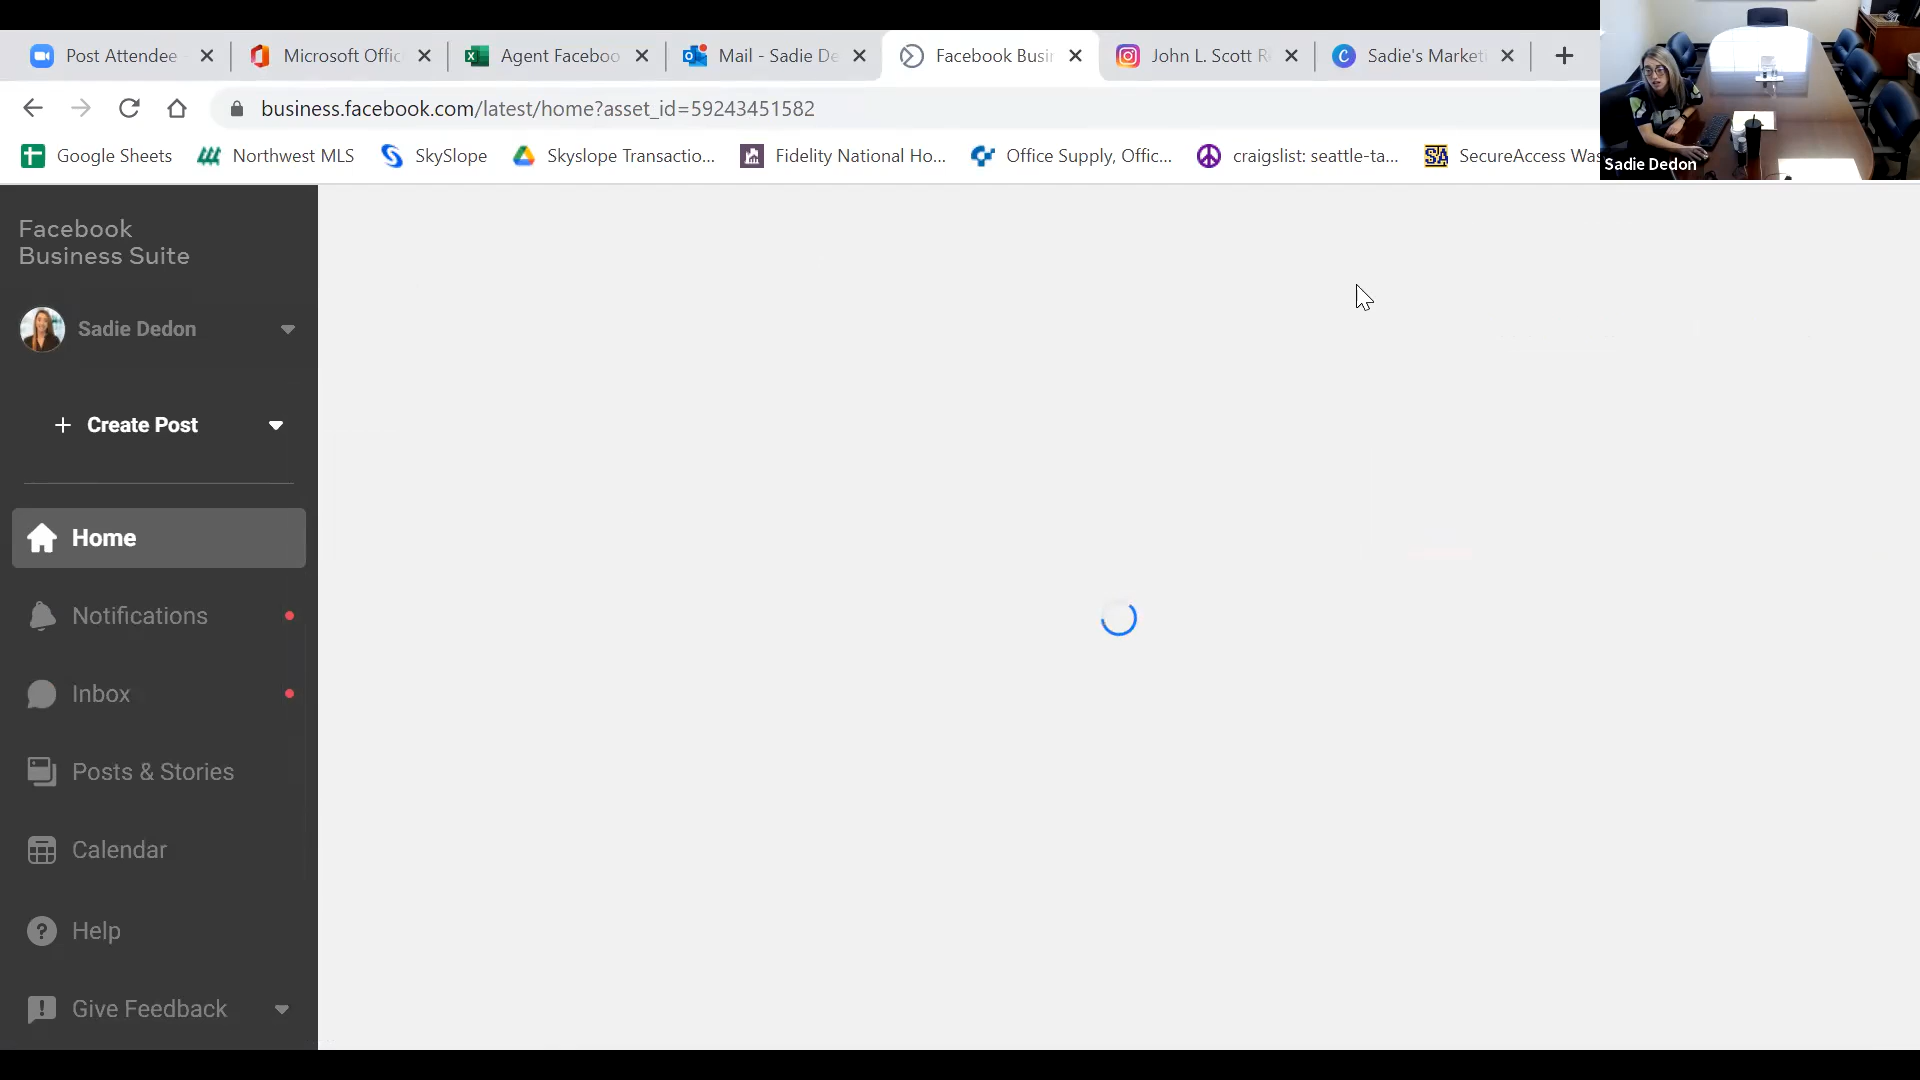 Post Attendee
Microsoft Offic
Agent Faceboo
Mail - Sadie De
Facebook Busi
John L. Scott R
Sadie's Market
business.facebook.com/latest/home?asset_id=59243451582
Google Sheets
Northwest MLS
SkySlope
Skyslope Transactio...
Fidelity National Ho...
Office Supply, Offic...
craigslist: seattle-ta...
SecureAccess Was
Sadie Dedon
Facebook
Business Suite
Sadie Dedon
+ Create Post
Home
Notifications
Inbox
Posts & Stories
Calendar
Help
Give Feedback